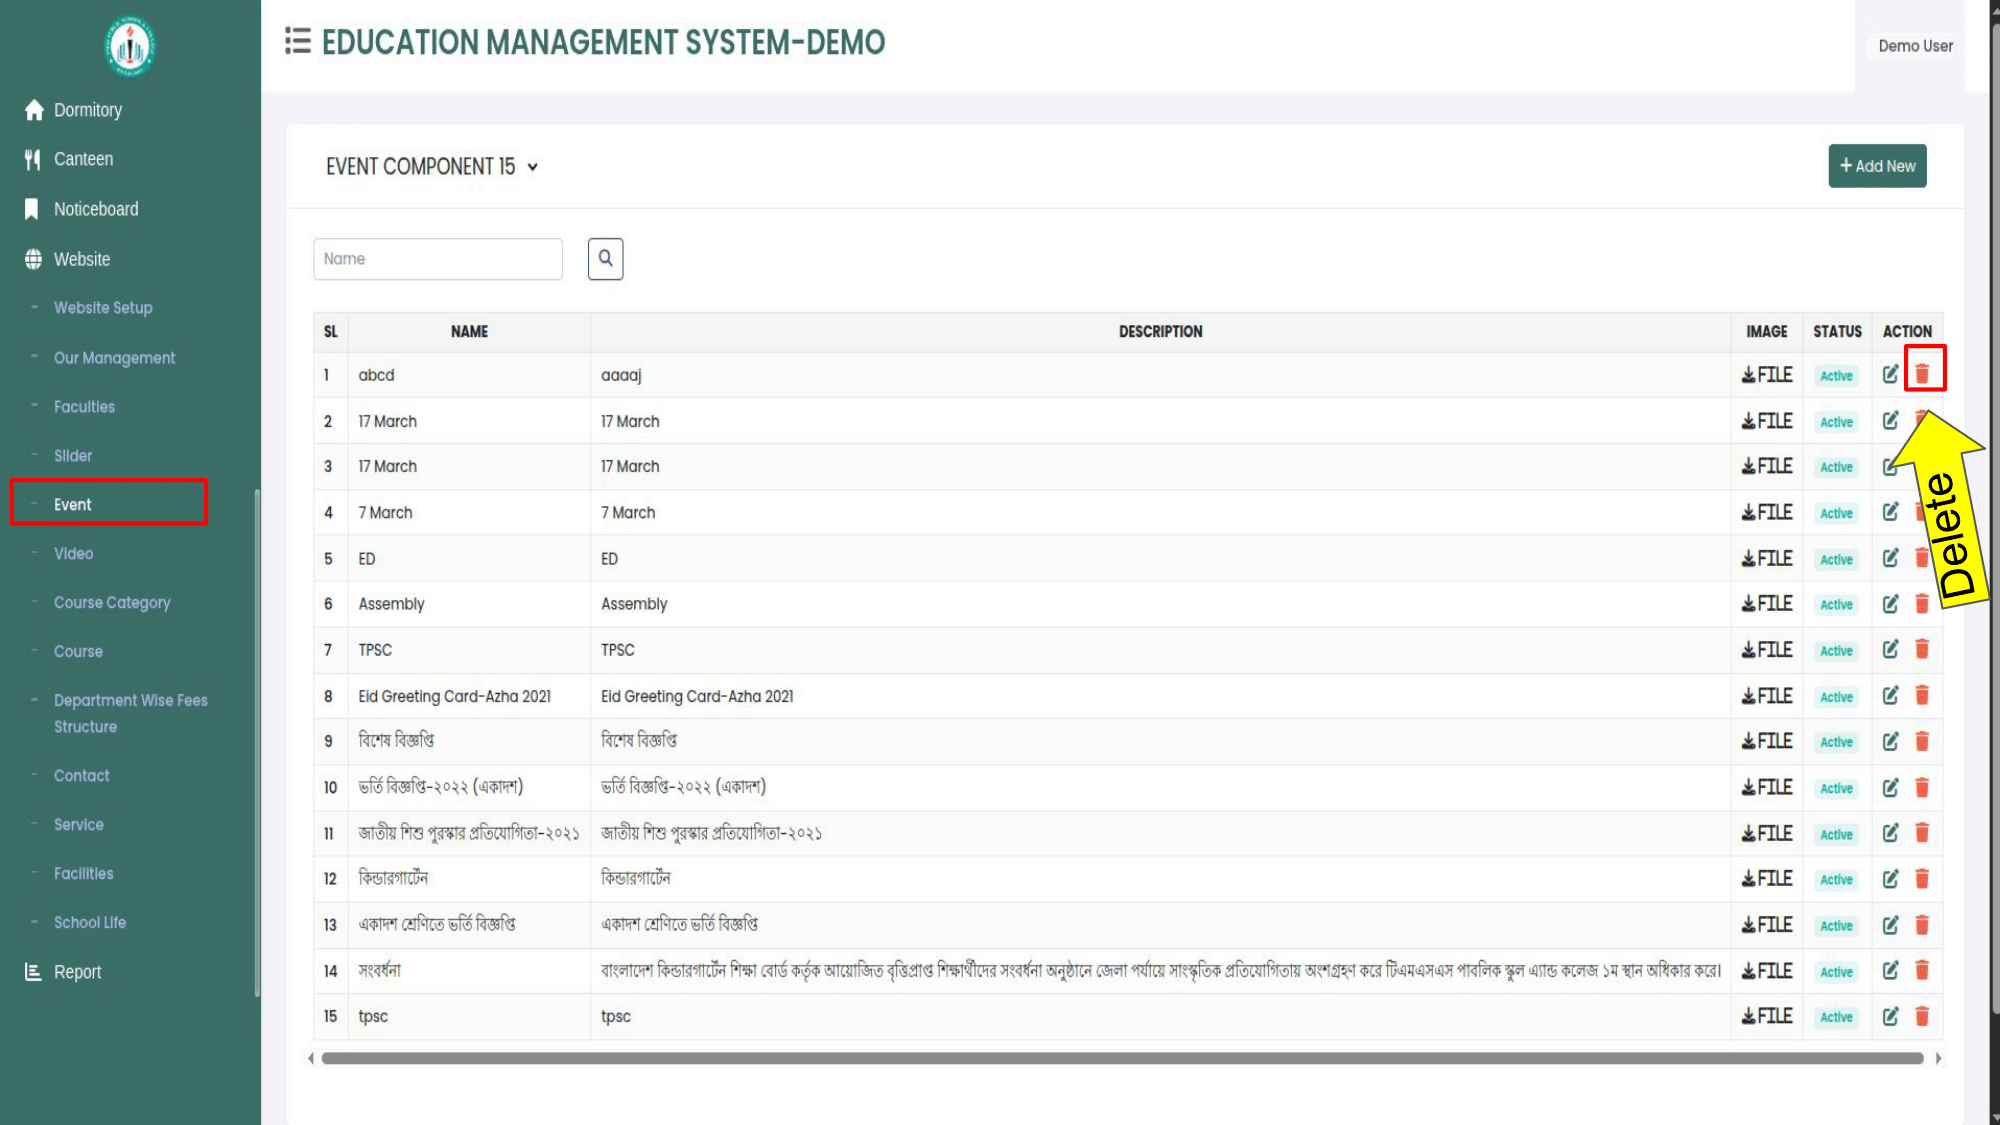 EDUCATION MANAGEMENT SYSTEM-DEMO
Demo User
Dormitory
Canteen
Noticeboard
Website
- Website Setup
- Our Management
- Faculties
- Slider
- Event
- Video
- Course Category
- Course
- Department Wise Fees
Structure
- Contact
- Service
- Facilities
- School Life
Report
EVENT COMPONENT 15
+ Add New
Name
SL NAME DESCRIPTION IMAGE STATUS ACTION
1 abcd aaaaj FILE Active
2 17 March 17 March FILE Active
3 17 March 17 March FILE Active
4 7 March 7 March FILE Active
5 ED ED FILE Active
6 Assembly Assembly FILE Active
7 TPSC TPSC FILE Active
8 Eid Greeting Card-Azha 2021 Eid Greeting Card-Azha 2021 FILE Active
9 বিশেষ বিজ্ঞপ্তি বিশেষ বিজ্ঞপ্তি FILE Active
10 ভর্তি বিজ্ঞপ্তি-২০২২ (একাদশ) ভর্তি বিজ্ঞপ্তি-২০২২ (একাদশ) FILE Active
11 জাতীয় শিশু পুরস্কার প্রতিযোগিতা-২০২১ জাতীয় শিশু পুরস্কার প্রতিযোগিতা-২০২১ FILE Active
12 কিন্ডারগার্টেন কিন্ডারগার্টেন FILE Active
13 একাদশ শ্রেণিতে ভর্তি বিজ্ঞপ্তি একাদশ শ্রেণিতে ভর্তি বিজ্ঞপ্তি FILE Active
14 সংবর্ধনা বাংলাদেশ কিন্ডারগার্টেন শিক্ষা বোর্ড কর্তৃক আয়োজিত বৃত্তিপ্রাপ্ত শিক্ষার্থীদের সংবর্ধনা অনুষ্ঠানে জেলা পর্যায়ে সাংস্কৃতিক প্রতিযোগিতায় অংশগ্রহণ করে টিএমএসএস পাবলিক স্কুল এ্যান্ড কলেজ ১ম স্থান অধিকার করে। FILE Active
15 tpsc tpsc FILE Active
Delete